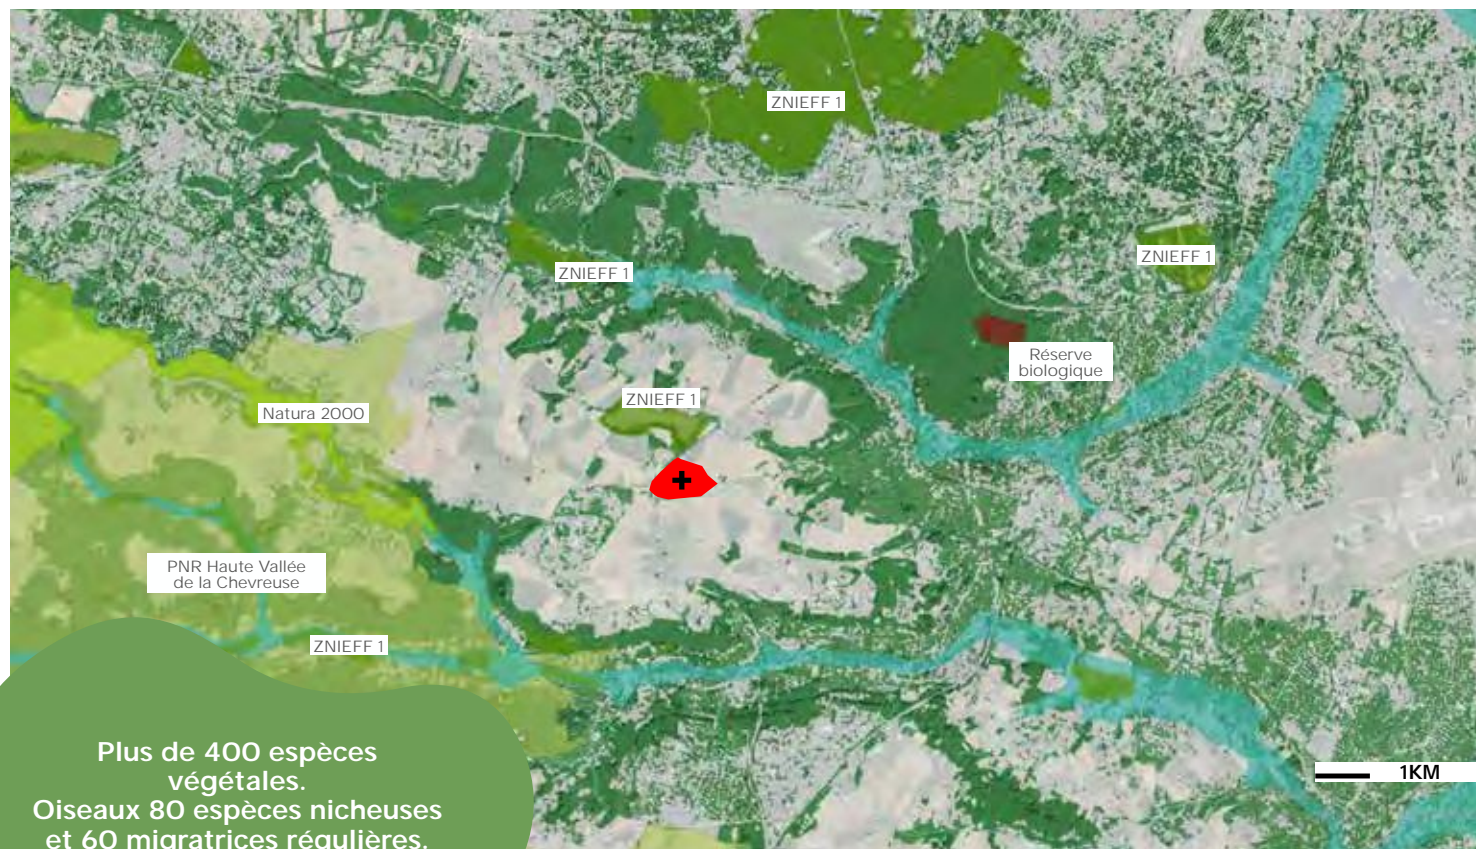 ZNIEFF 1
ZNIEFF 1
ZNIEFF 1
Réserve
biologique
ZNIEFF 1
Natura 2000
PNR Haute Vallée
de la Chevreuse
ZNIEFF 1
1KM
Plus de 400 espèces
végétales.
Oiseaux 80 espèces nicheuses
et 60 migratrices régulières.